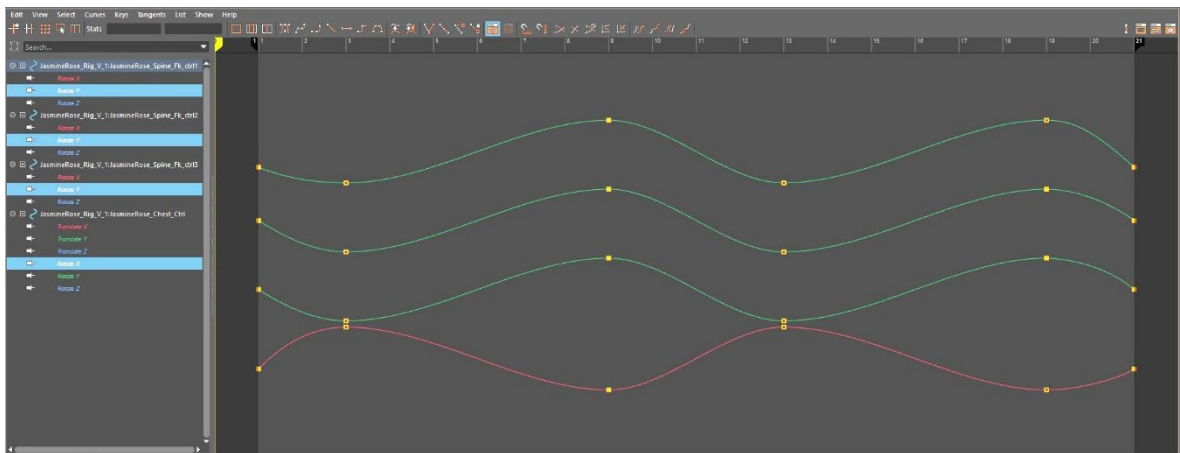 Edit View Select Curves Keys Tangents List Show Help
Stats
Search...
1 1 2 3 4 5 6 7 8 9 10 11 12 13 14 15 16 17 18 19 20 21
JasmineRose_Rig_V_1:JasmineRose_Spine_Fk_ctrl1
Rotate X
Rotate Y
Rotate Z
JasmineRose_Rig_V_1:JasmineRose_Spine_Fk_ctrl2
Rotate X
Rotate Y
Rotate Z
JasmineRose_Rig_V_1:JasmineRose_Spine_Fk_ctrl3
Rotate X
Rotate Y
Rotate Z
JasmineRose_Rig_V_1:JasmineRose_Chest_Ctrl
Translate X
Translate Y
Translate Z
Rotate X
Rotate Y
Rotate Z